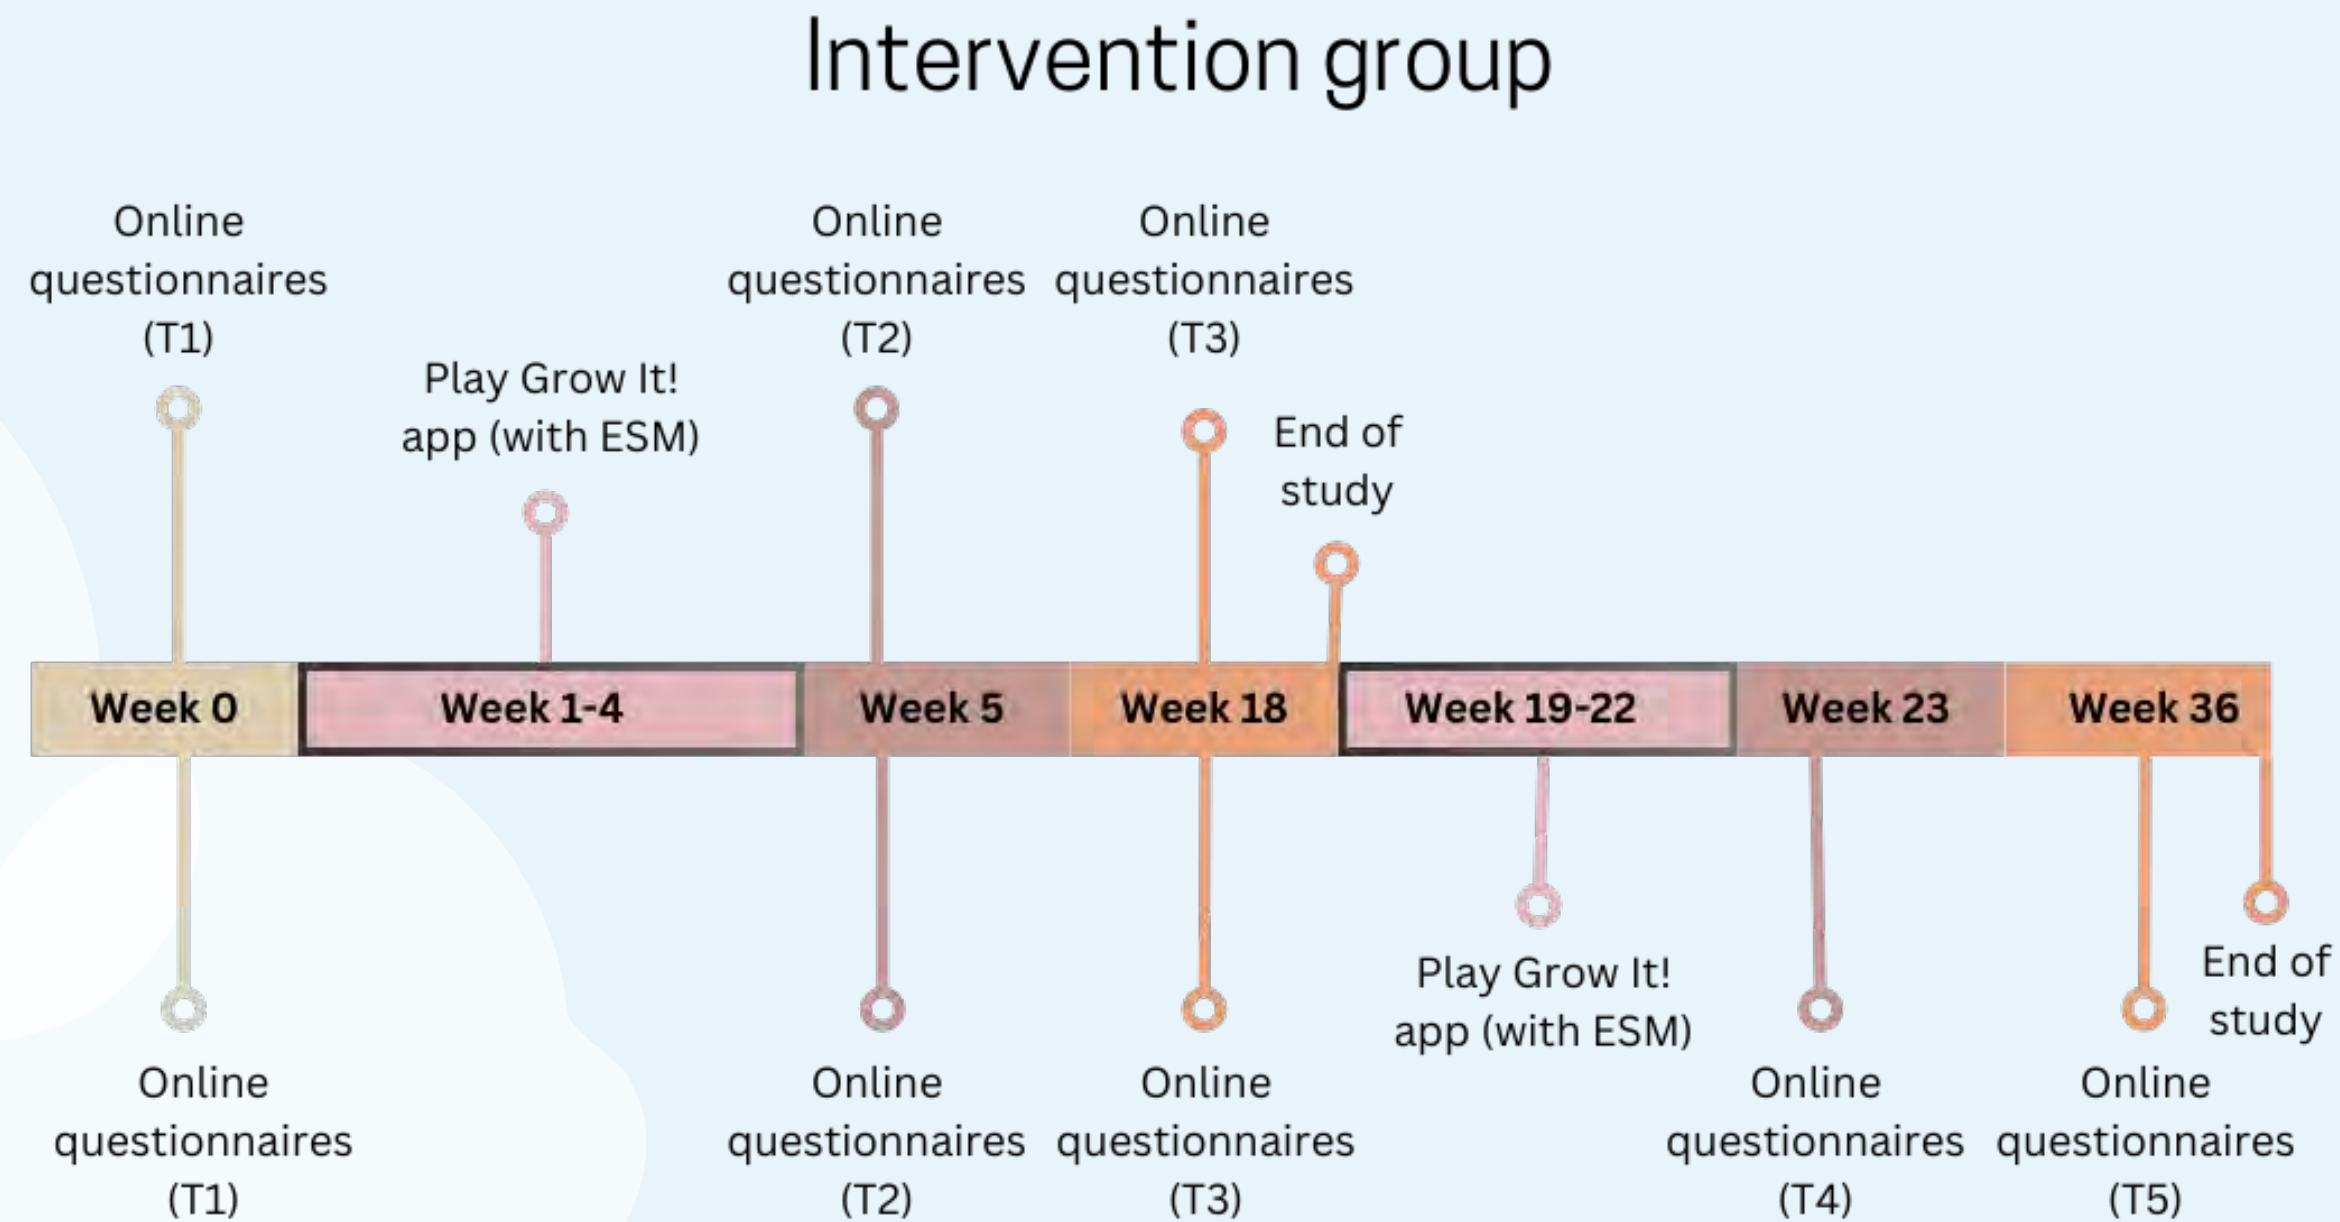 Intervention group
Online
questionnaires
(T1)
Play Grow It!
app (with ESM)
Online
questionnaires
(T2)
Online
questionnaires
(T3)
End of
study
Week 0
Week 1-4
Week 5
Week 18
Week 19-22
Week 23
Week 36
Online
questionnaires
(T1)
Online
questionnaires
(T2)
Online
questionnaires
(T3)
Play Grow It!
app (with ESM)
Online
questionnaires
(T4)
Online
questionnaires
(T5)
End of
study